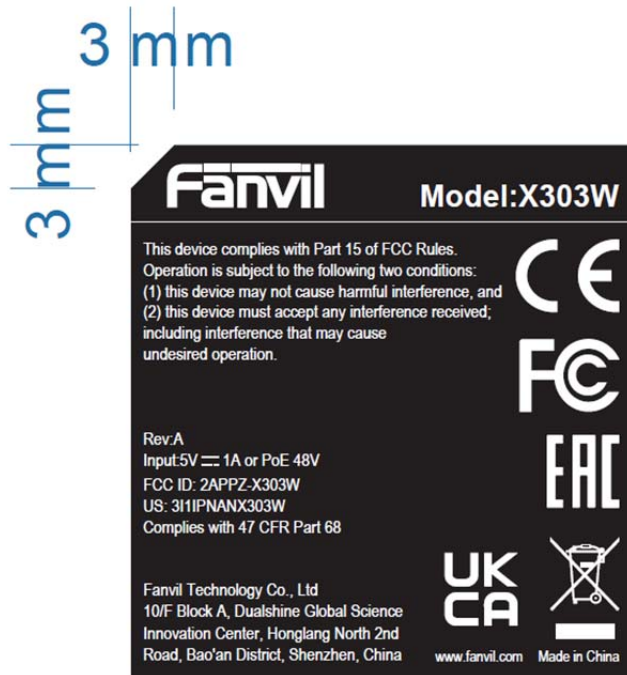 3 mm
3 mm
Fanvil
Model:X303W
This device complies with Part 15 of FCC Rules.
Operation is subject to the following two conditions:
(1) this device may not cause harmful interference, and
(2) this device must accept any interference received;
including interference that may cause
undesired operation.
CE
FC
EAC
Rev:A
Input:5V ⎓ 1A or PoE 48V
FCC ID: 2APPZ-X303W
US: 3I1IPNANX303W
Complies with 47 CFR Part 68
UK
CA
Fanvil Technology Co., Ltd
10/F Block A, Dualshine Global Science
Innovation Center, Honglang North 2nd
Road, Bao'an District, Shenzhen, China
www.fanvil.com
Made in China